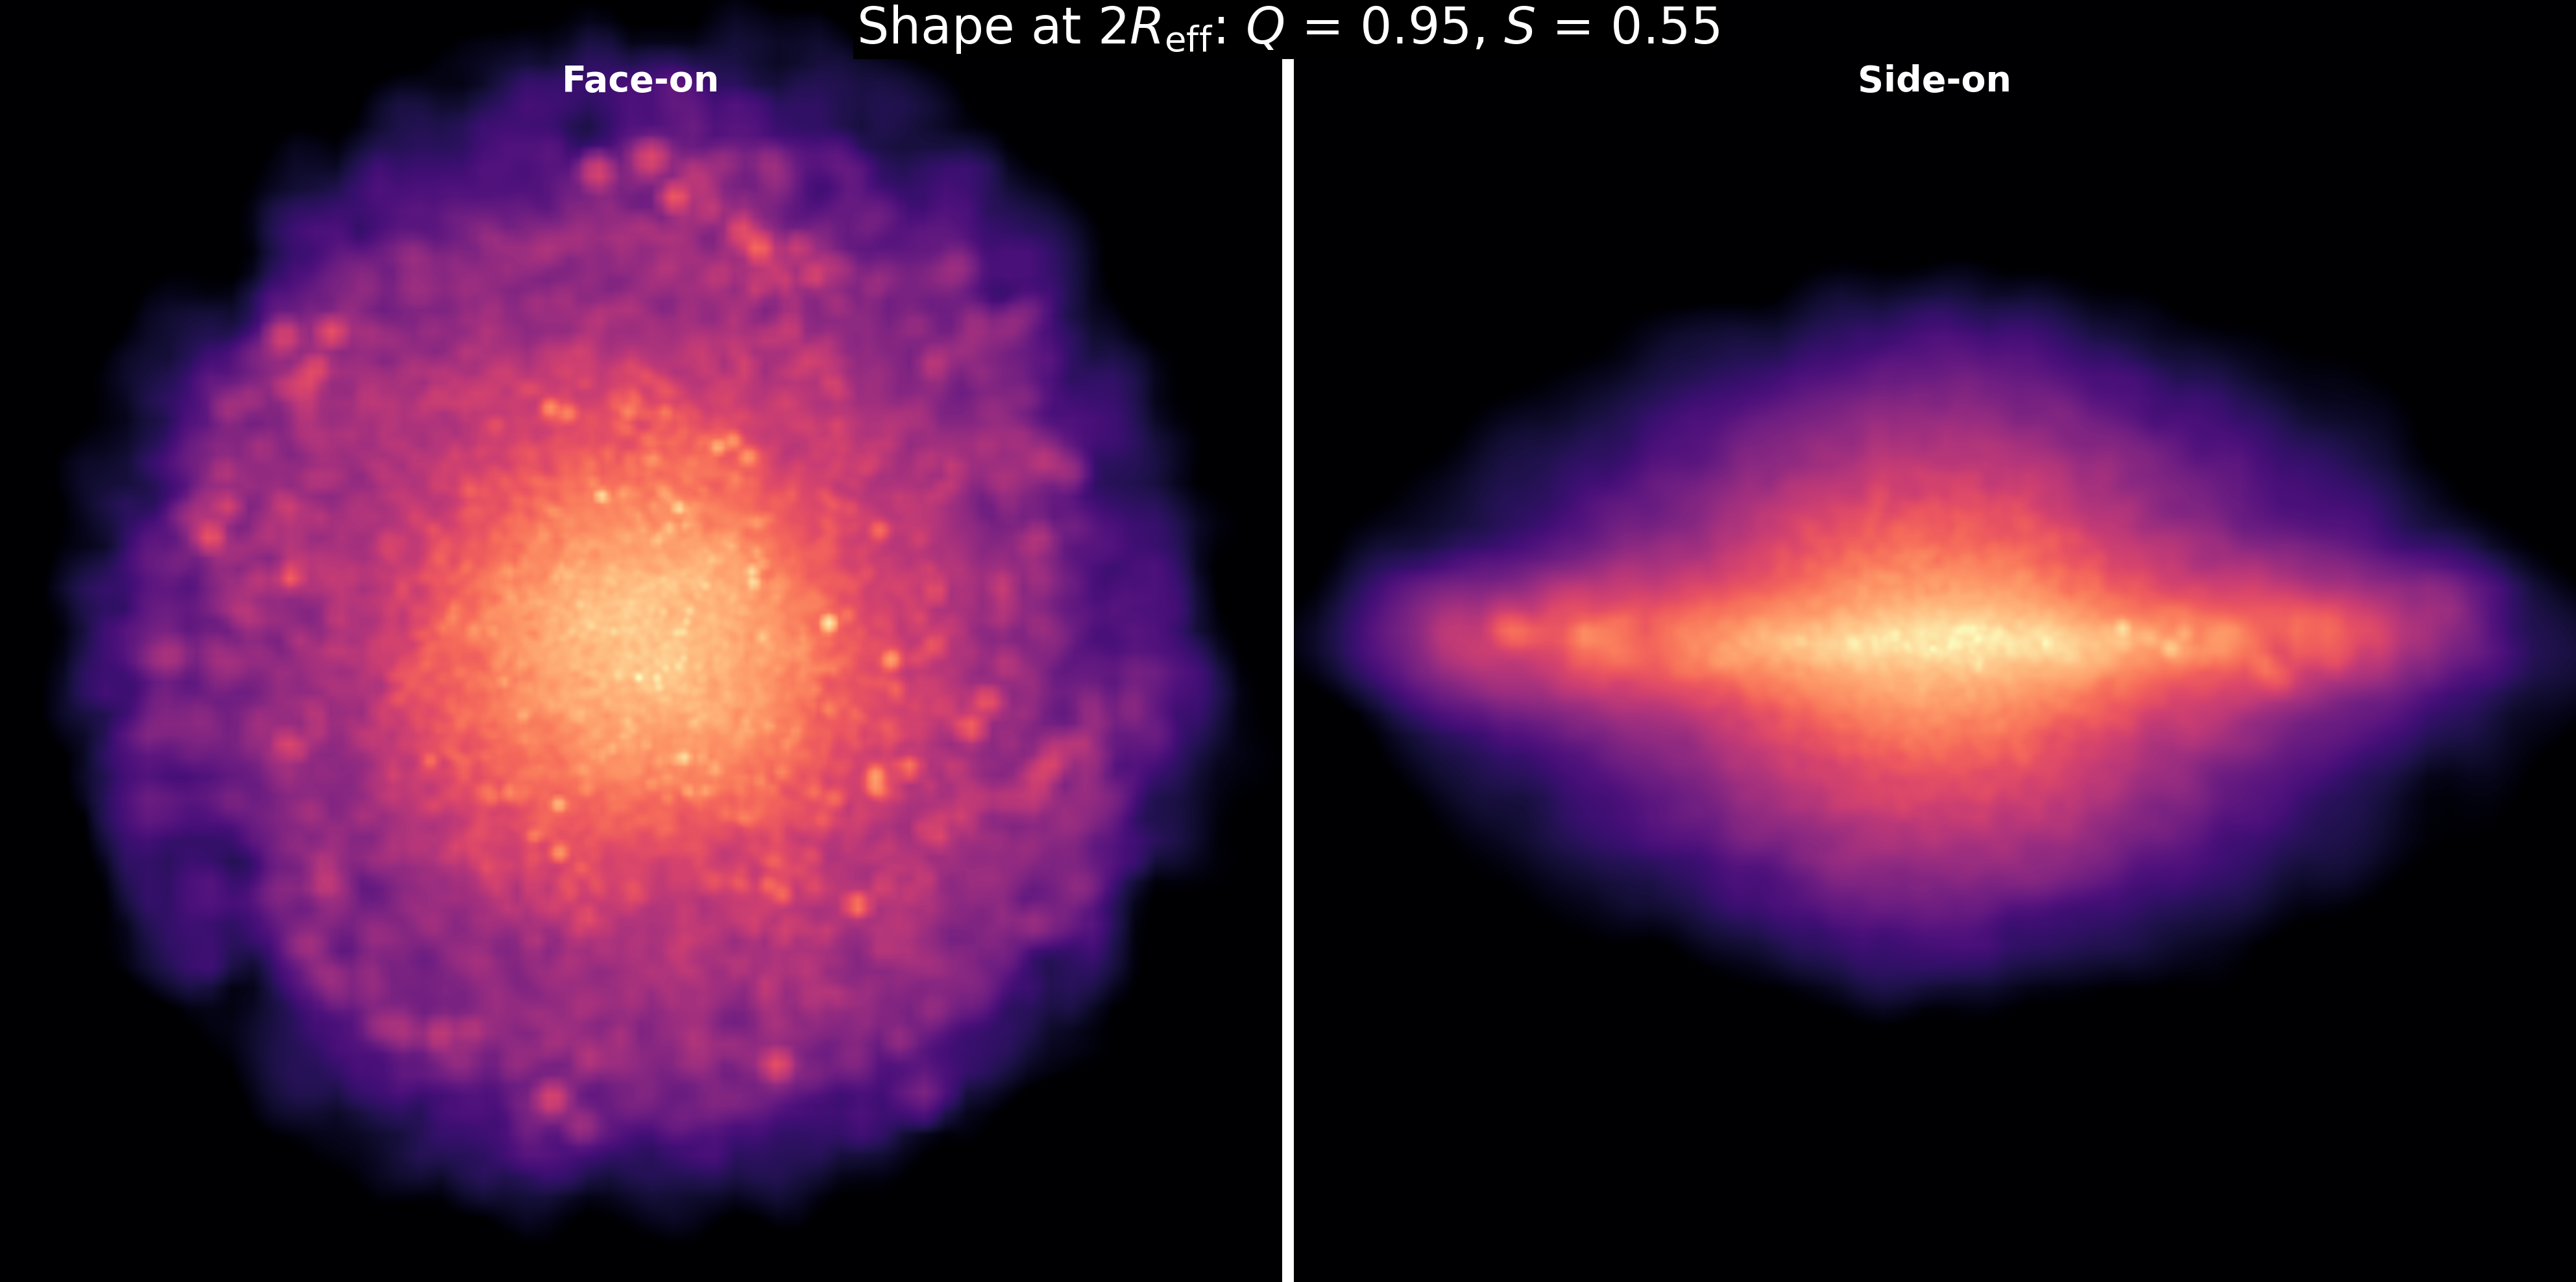 Shape at 2Reff: Q = 0.95, S = 0.55
Face-on
Side-on